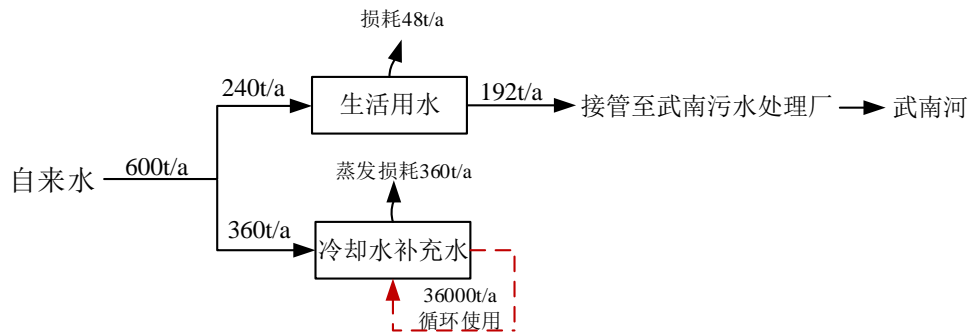 损耗48t/a
240t/a
生活用水
192t/a
接管至武南污水处理厂
武南河
自来水
600t/a
蒸发损耗360t/a
360t/a
冷却水补充水
36000t/a
循环使用